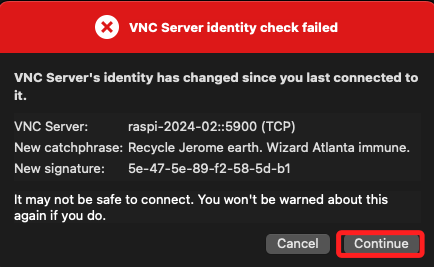 VNC Server identity check failed
VNC Server's identity has changed since you last connected to
it.
VNC Server: raspi-2024-02::5900 (TCP)
New catchphrase: Recycle Jerome earth. Wizard Atlanta immune.
New signature: 5e-47-5e-89-f2-58-5d-b1
It may not be safe to connect. You won't be warned about this
again if you do.
Cancel Continue